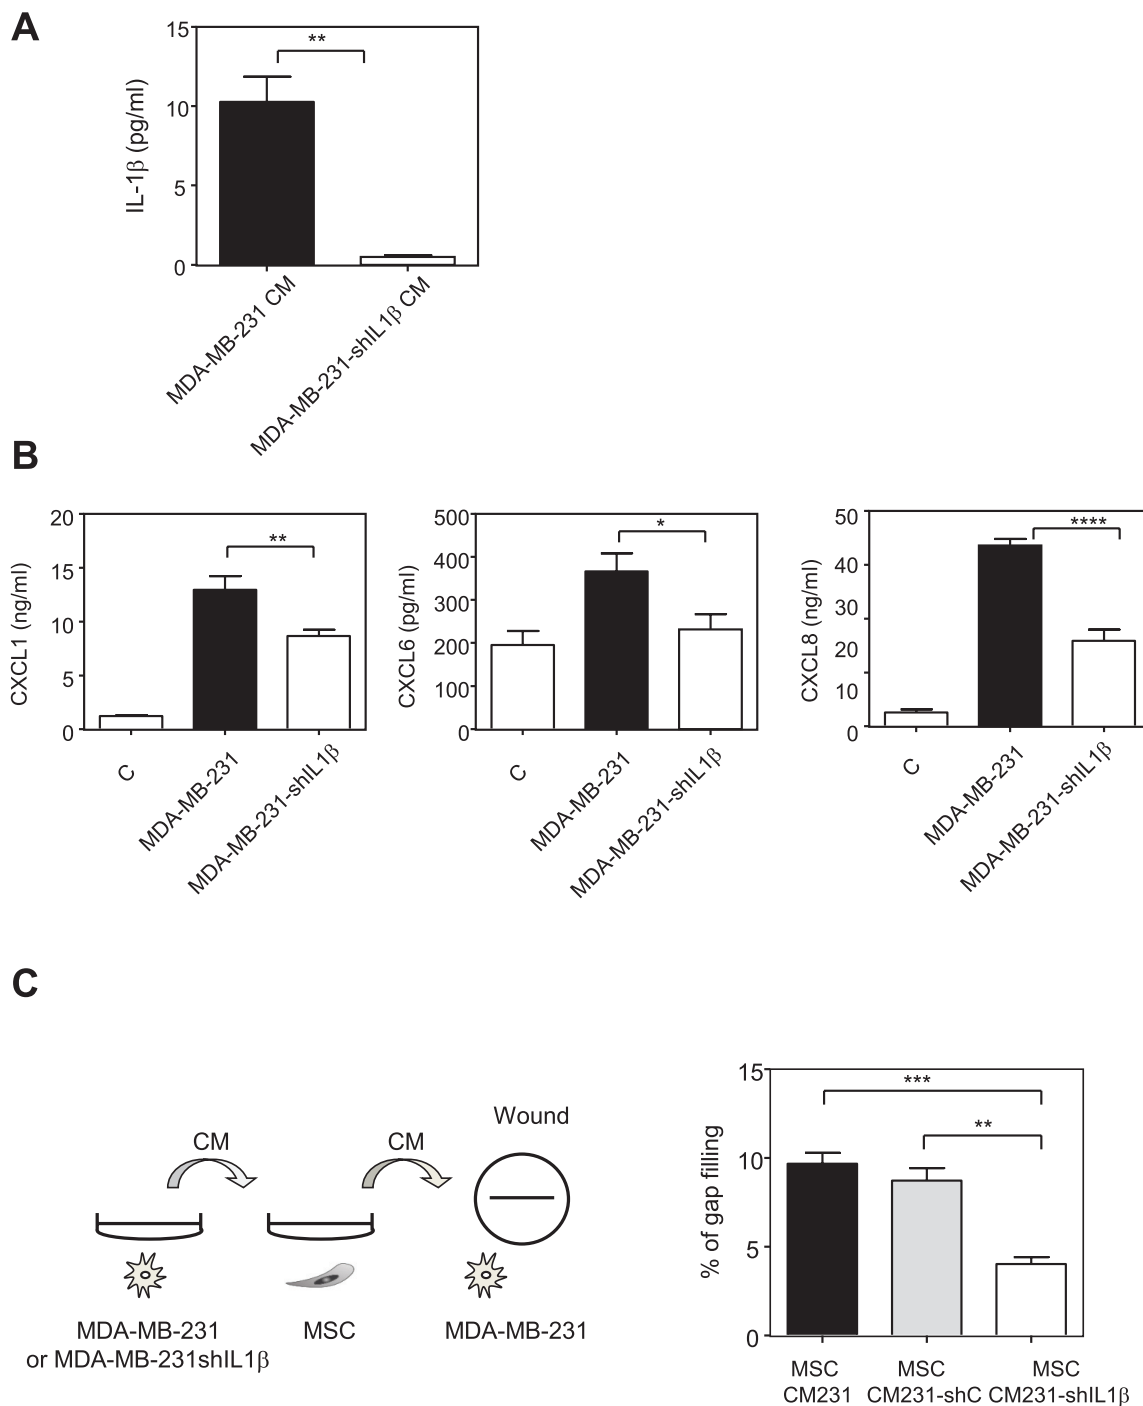 A
15
10
5
0
IL-1β (pg/ml)
**
MDA-MB-231 CM
MDA-MB-231-shIL1β CM
B
20
15
10
5
0
CXCL1 (ng/ml)
**
C
MDA-MB-231
MDA-MB-231-shIL1β
500
400
300
200
100
0
CXCL6 (pg/ml)
*
C
MDA-MB-231
MDA-MB-231-shIL1β
50
40
30
20
10
0
CXCL8 (ng/ml)
****
C
MDA-MB-231
MDA-MB-231-shIL1β
C
CM
CM
Wound
MDA-MB-231
or MDA-MB-231shIL1β
MSC
MDA-MB-231
15
10
5
0
% of gap filling
***
**
MSC
CM231
MSC
CM231-shC
MSC
CM231-shIL1β